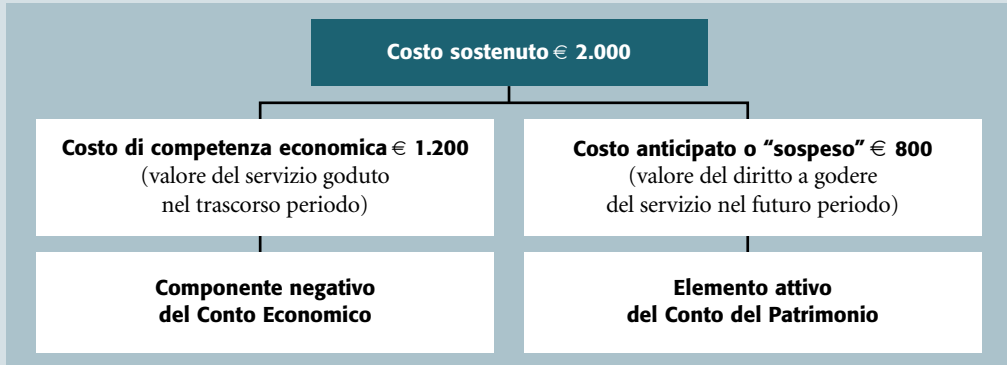 Costo sostenuto € 2.000
Costo di competenza economica € 1.200
(valore del servizio goduto
nel trascorso periodo)
Costo anticipato o “sospeso” € 800
(valore del diritto a godere
del servizio nel futuro periodo)
Componente negativo
del Conto Economico
Elemento attivo
del Conto del Patrimonio